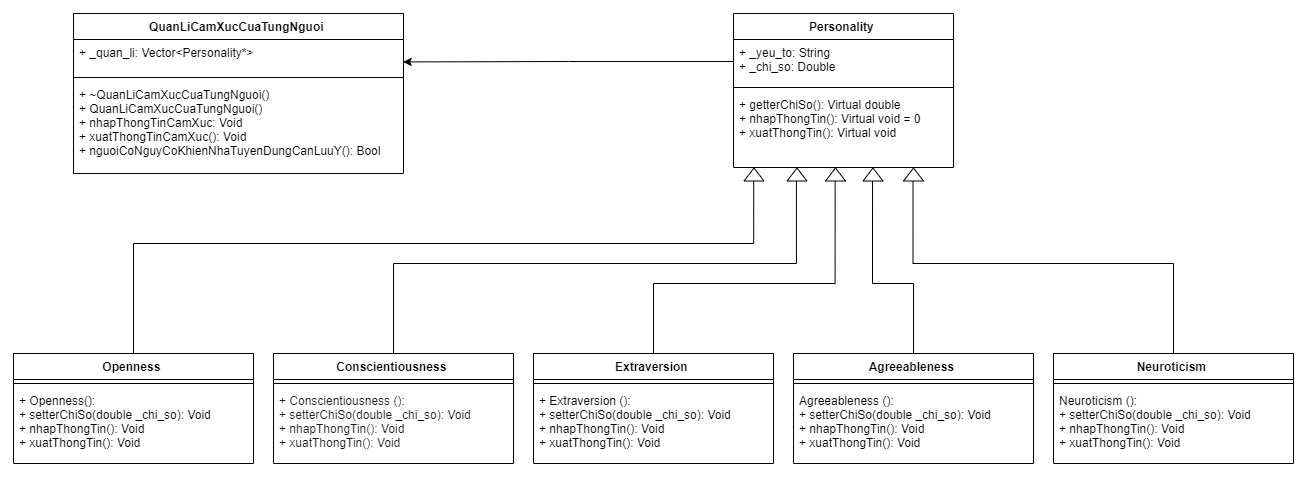 QuanLiCamXucCuaTungNguoi
+ _quan_li: Vector<Personality*>
+ ~QuanLiCamXucCuaTungNguoi()
+ QuanLiCamXucCuaTungNguoi()
+ nhapThongTinCamXuc: Void
+ xuatThongTinCamXuc(): Void
+ nguoiCoNguyCoKhienNhaTuyenDungCanLuuY(): Bool
Personality
+ _yeu_to: String
+ _chi_so: Double
+ getterChiSo(): Virtual double
+ nhapThongTin(): Virtual void = 0
+ xuatThongTin(): Virtual void
Openness
+ Openness():
+ setterChiSo(double _chi_so): Void
+ nhapThongTin(): Void
+ xuatThongTin(): Void
Conscientiousness
+ Conscientiousness ():
+ setterChiSo(double _chi_so): Void
+ nhapThongTin(): Void
+ xuatThongTin(): Void
Extraversion
+ Extraversion ():
+ setterChiSo(double _chi_so): Void
+ nhapThongTin(): Void
+ xuatThongTin(): Void
Agreeableness
Agreeableness ():
+ setterChiSo(double _chi_so): Void
+ nhapThongTin(): Void
+ xuatThongTin(): Void
Neuroticism
Neuroticism ():
+ setterChiSo(double _chi_so): Void
+ nhapThongTin(): Void
+ xuatThongTin(): Void